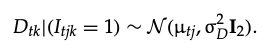 D_{tk}|(I_{tjk} = 1) ∼ 𝒩(μ_{tj}, σ_D^2 𝐈_2).